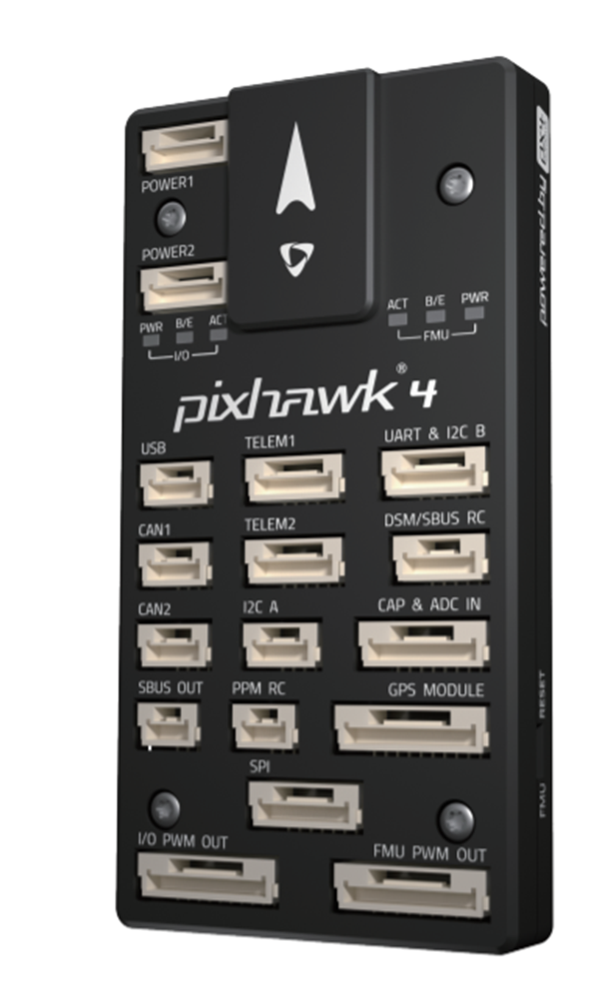 POWER1
POWER2
PWR B/E ACT
I/O
ACT B/E PWR
FMU
pixhawk® 4
USB TELEM1 UART & I2C B
CAN1 TELEM2 DSM/SBUS RC
CAN2 I2C A CAP & ADC IN
SBUS OUT PPM RC GPS MODULE
SPI
I/O PWM OUT FMU PWM OUT
PX4
powered by
RESET
FMU